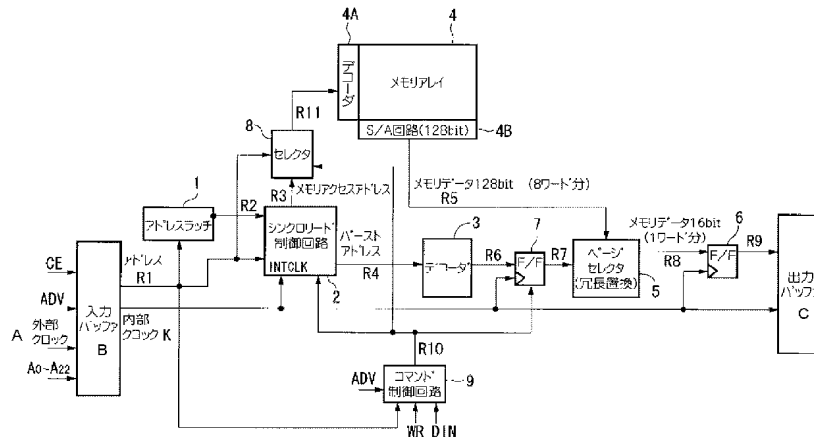 4A
4
デコーダ
メモリアレイ
R11
8
S/A回路(128bit)
4B
セレクタ
1
R3
メモリアクセスアドレス
メモリデータ128bit (8ワード分)
R5
アドレスラッチ
R2
シンクロリード
制御回路
INTCLK
2
バースト
アドレス
R4
3
デコーダ
R6
7
F/F
R7
ページ
セレクタ
(冗長置換)
5
メモリデータ16bit
(1ワード分)
R8
6
F/F
R9
アドレス
R1
CE
ADV
A 外部
クロック
A0~A22
入力
バッファ
B
内部
クコックK
出力
バッファ
C
R10
ADV
コマンド
制御回路
9
WR DIN